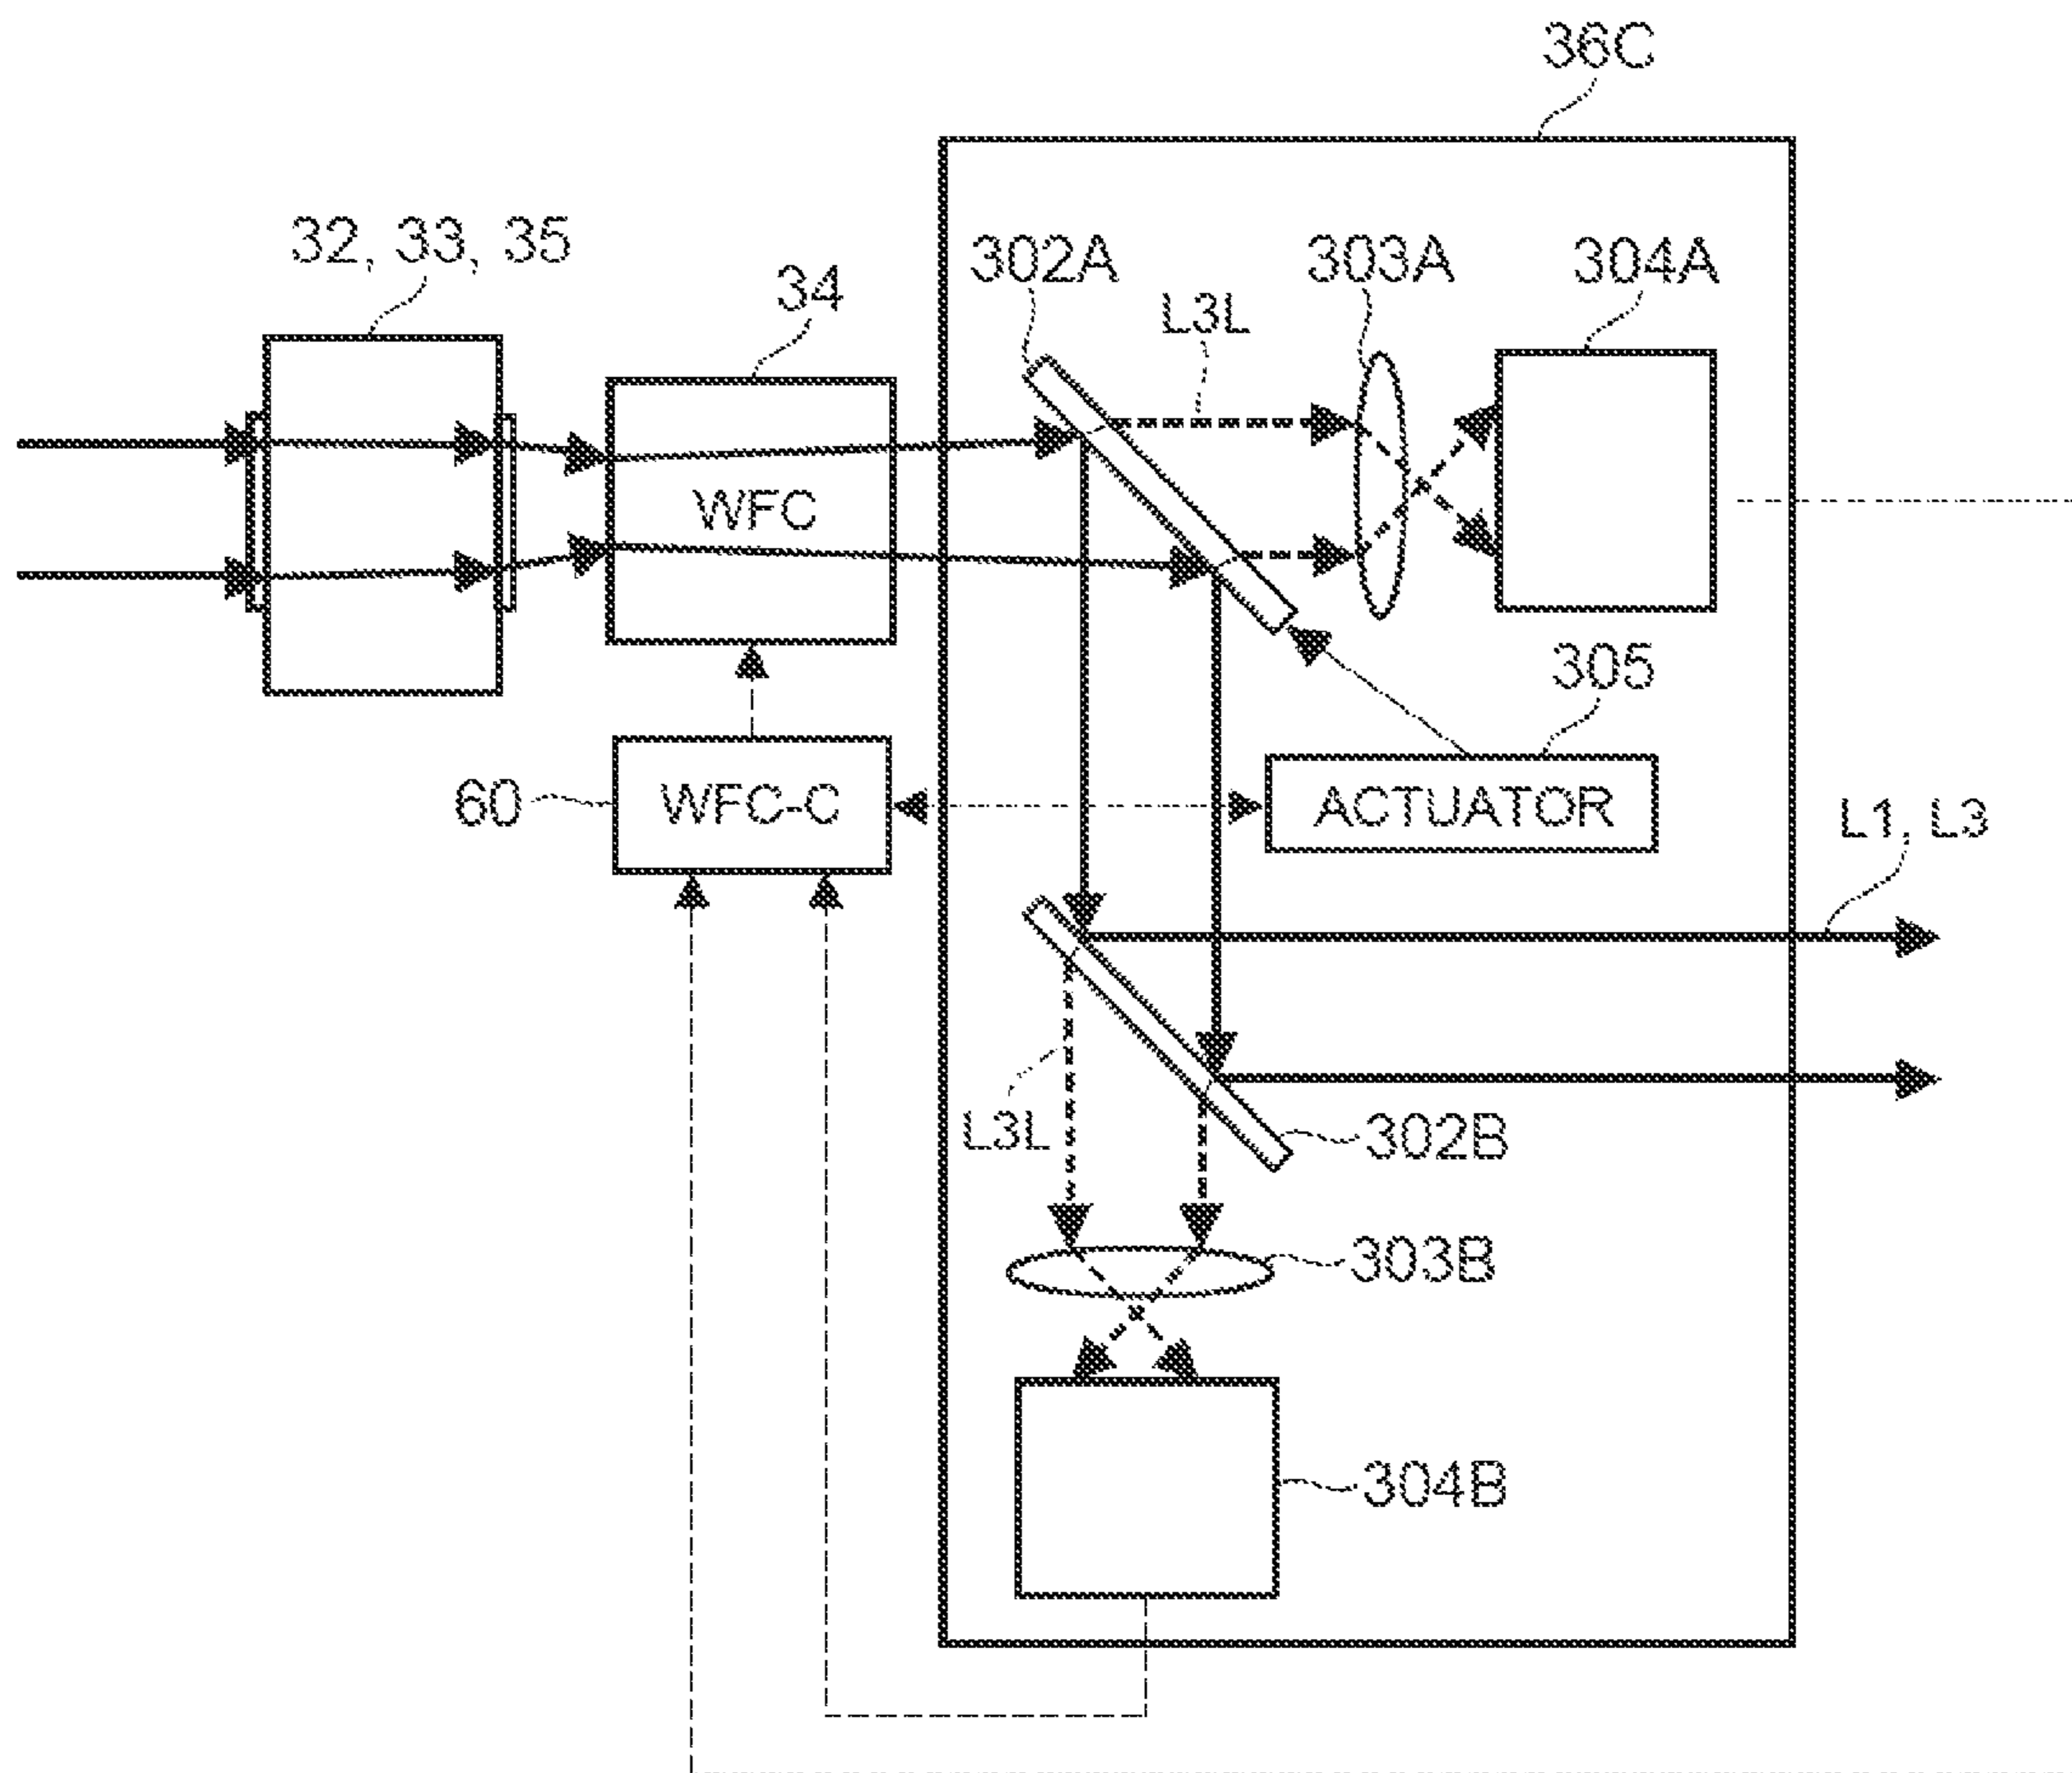 36C
32, 33, 35
34
302A
303A
304A
L3L
WFC
305
60
WFC-C
ACTUATOR
L1, L3
L3L
302B
303B
304B